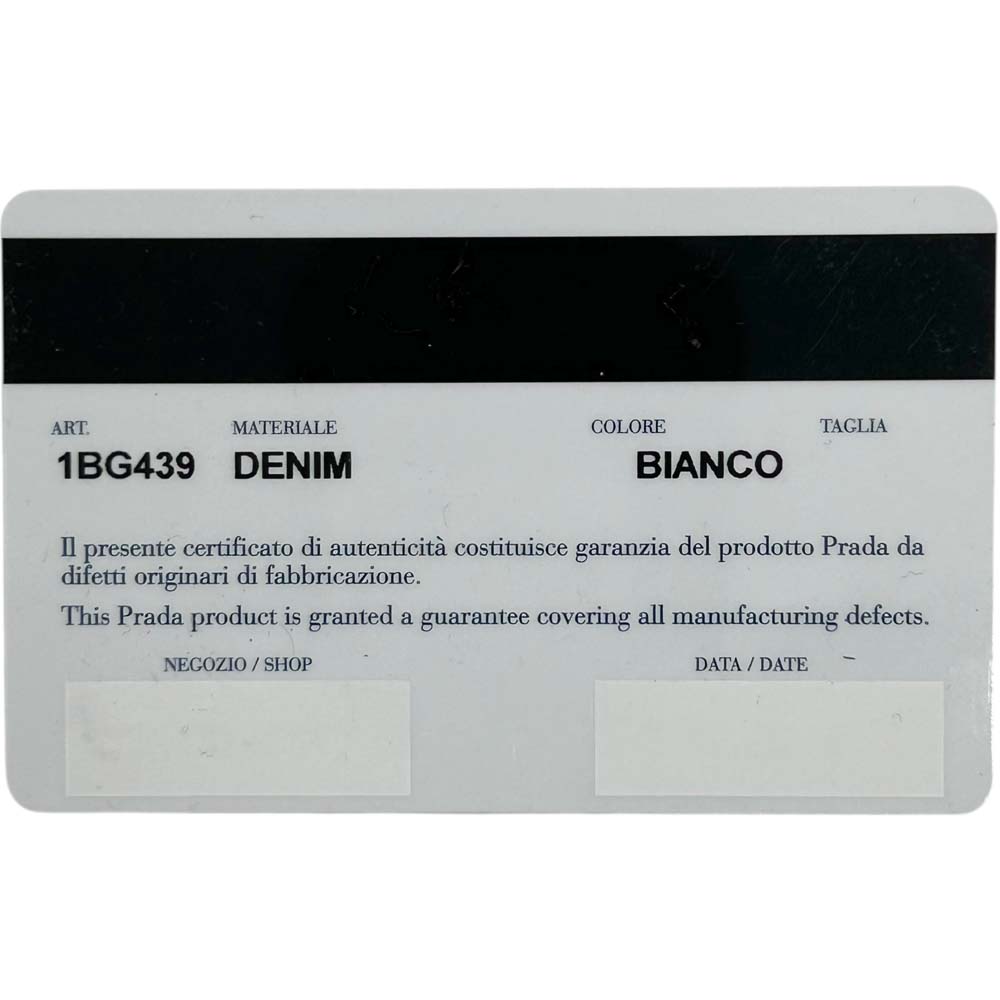 ART. MATERIALE COLORE TAGLIA
1BG439 DENIM BIANCO
Il presente certificato di autenticità costituisce garanzia del prodotto Prada da
difetti originari di fabbricazione.
This Prada product is granted a guarantee covering all manufacturing defects.
NEGOZIO / SHOP DATA / DATE